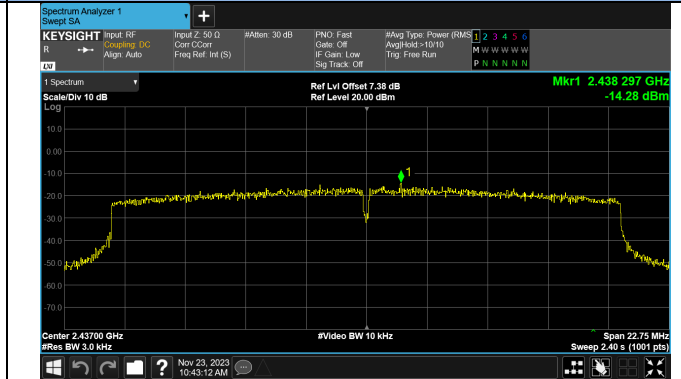 Spectrum Analyzer 1
Swept SA
+
KEYSIGHT
R
LXI
Input: RF
Coupling: DC
Align: Auto
Input Z: 50 Ω
Corr CCorr
Freq Ref: Int (S)
#Atten: 30 dB
PNO: Fast
Gate: Off
IF Gain: Low
Sig Track: Off
#Avg Type: Power (RMS
Avg|Hold:>10/10
Trig: Free Run
1 2 3 4 5 6
M W W W W W
P N N N N N
1 Spectrum
Scale/Div 10 dB
Ref Lvl Offset 7.38 dB
Ref Level 20.00 dBm
Mkr1 2.438 297 GHz
-14.28 dBm
Log
10.0
0.00
-10.0
1
-20.0
-30.0
-40.0
-50.0
-60.0
-70.0
Center 2.43700 GHz
#Video BW 10 kHz
Span 22.75 MHz
#Res BW 3.0 kHz
Sweep 2.40 s (1001 pts)
?
Nov 23, 2023
10:43:12 AM